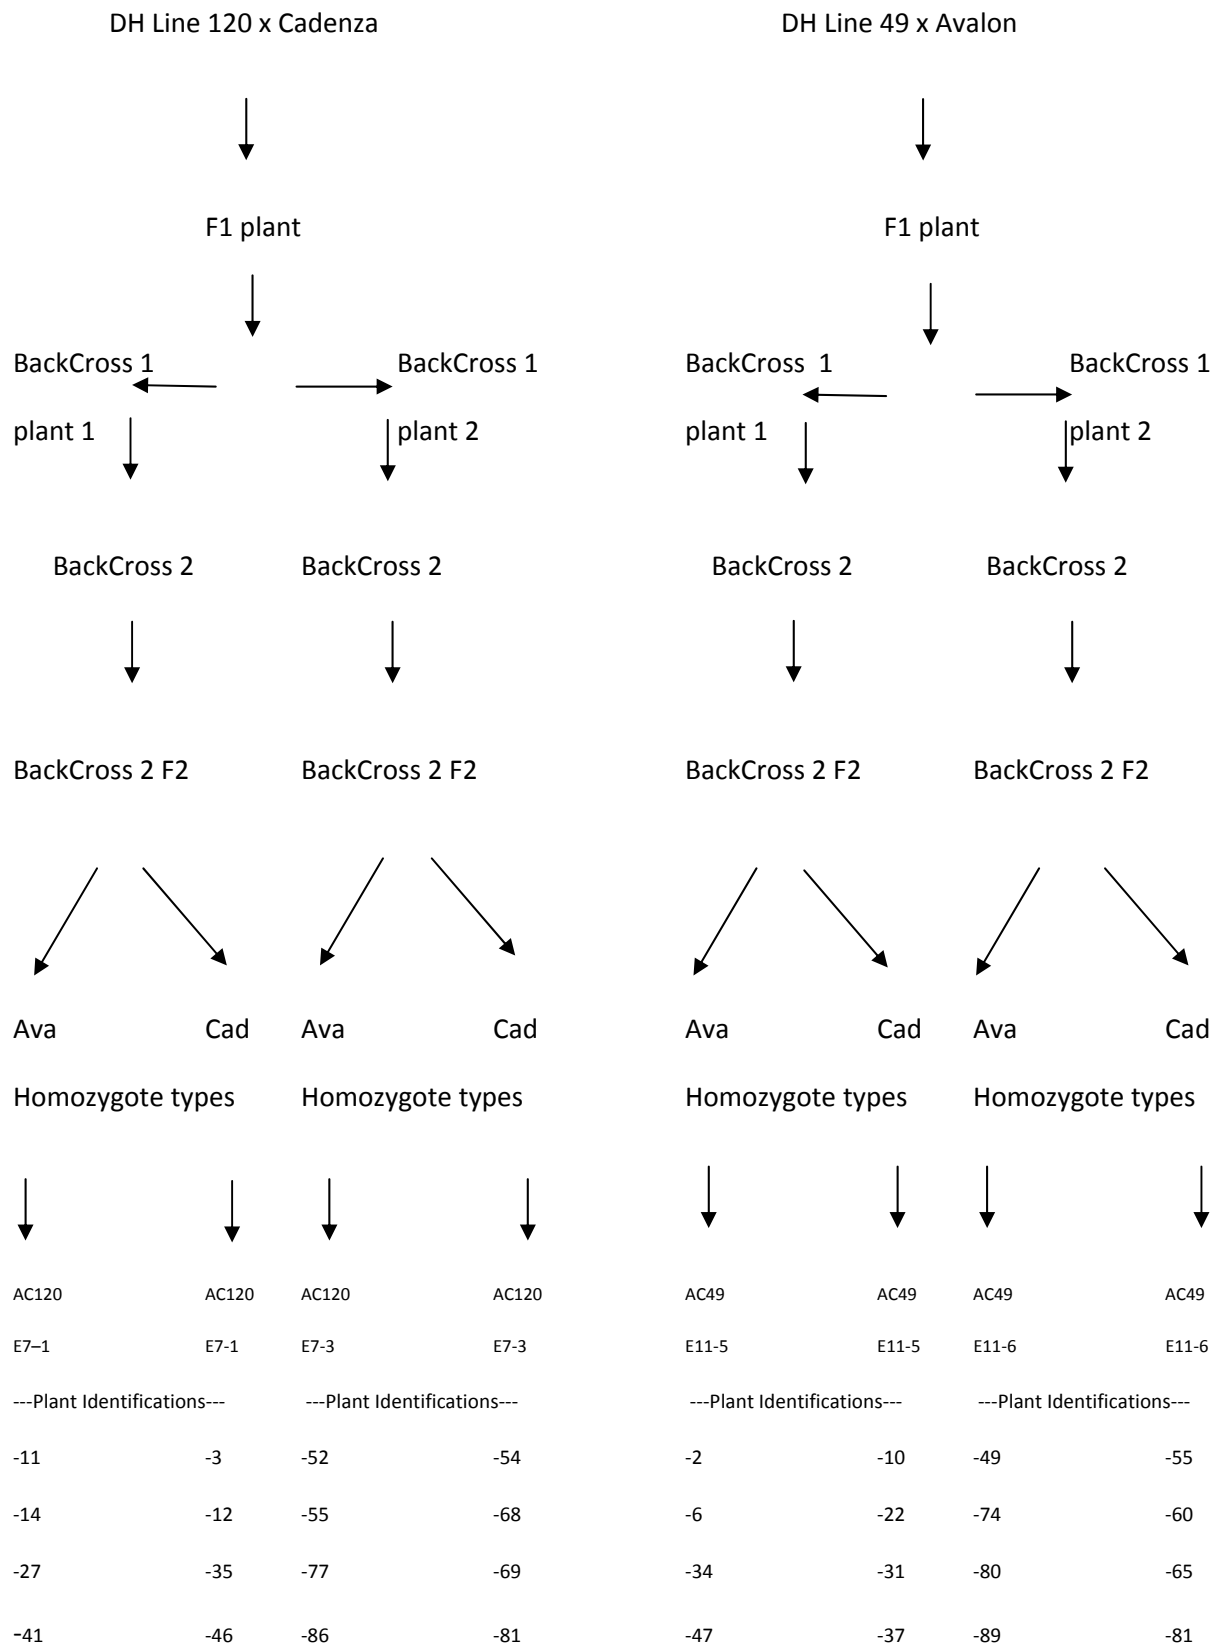 DH Line 120 x Cadenza DH Line 49 x Avalon
F1 plant F1 plant
BackCross 1 BackCross 1 BackCross 1 BackCross 1
plant 1 plant 2 plant 1 plant 2
BackCross 2 BackCross 2 BackCross 2 BackCross 2
BackCross 2 F2 BackCross 2 F2 BackCross 2 F2 BackCross 2 F2
Ava Cad Ava Cad Ava Cad Ava Cad
Homozygote types Homozygote types Homozygote types Homozygote types
AC120 AC120 AC120 AC120 AC49 AC49 AC49 AC49
E7–1 E7-1 E7-3 E7-3 E11-5 E11-5 E11-6 E11-6
---Plant Identifications--- ---Plant Identifications--- ---Plant Identifications--- ---Plant Identifications---
-11 -3 -52 -54 -2 -10 -49 -55
-14 -12 -55 -68 -6 -22 -74 -60
-27 -35 -77 -69 -34 -31 -80 -65
-41 -46 -86 -81 -47 -37 -89 -81